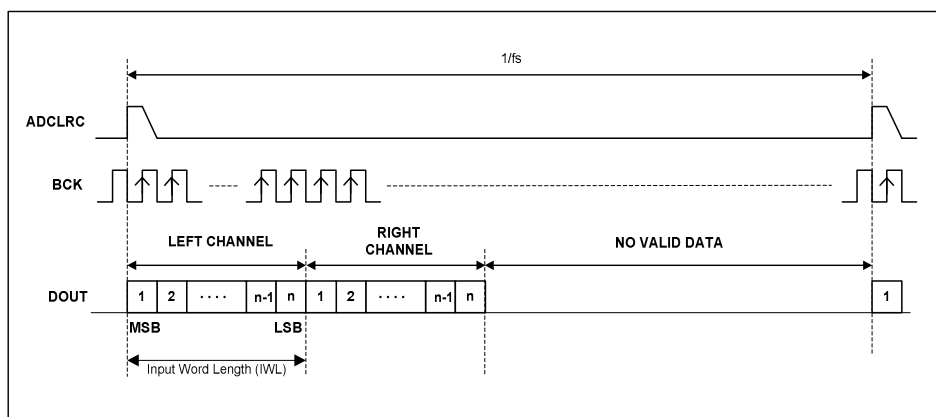 1/fs
ADCLRC
BCK
LEFT CHANNEL
RIGHT
CHANNEL
NO VALID DATA
DOUT
1 2 · · · · n-1 n 1 2 · · · · n-1 n 1
MSB LSB
Input Word Length (IWL)